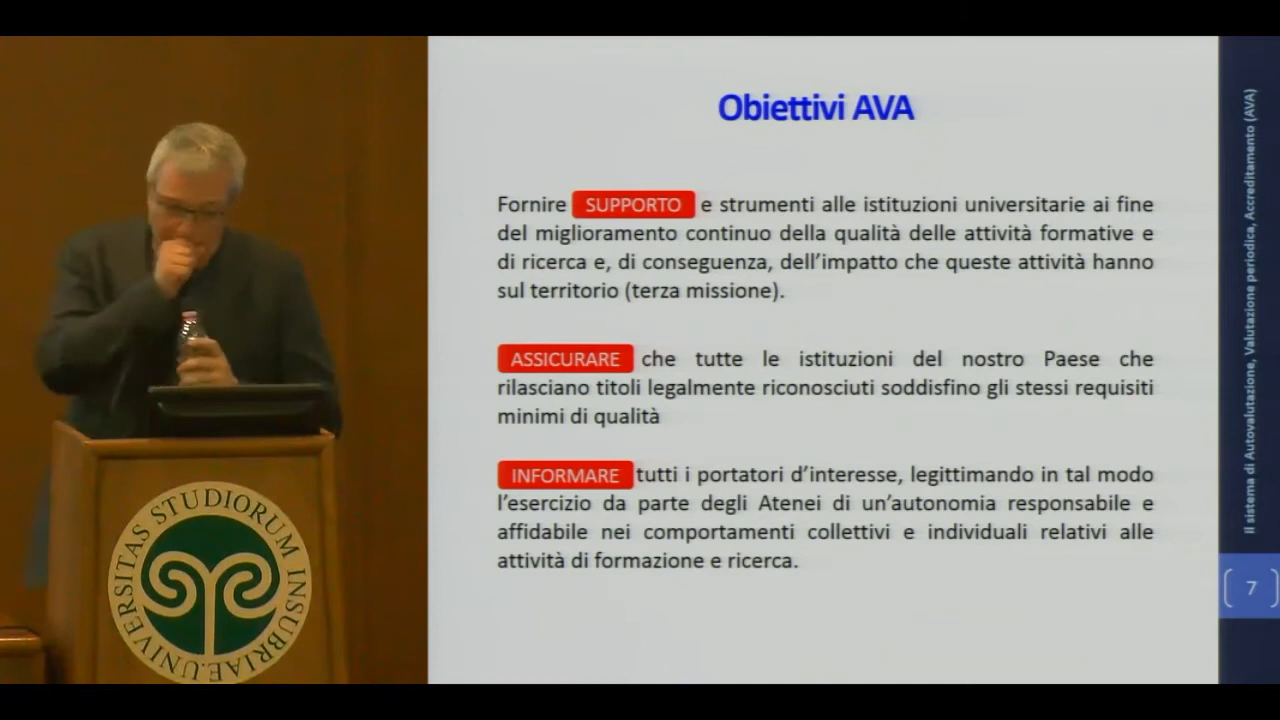 Obiettivi AVA
Fornire SUPPORTO e strumenti alle istituzioni universitarie ai fine
del miglioramento continuo della qualità delle attività formative e
di ricerca e, di conseguenza, dell’impatto che queste attività hanno
sul territorio (terza missione).
ASSICURARE che tutte le istituzioni del nostro Paese che
rilasciano titoli legalmente riconosciuti soddisfino gli stessi requisiti
minimi di qualità
INFORMARE tutti i portatori d’interesse, legittimando in tal modo
l’esercizio da parte degli Atenei di un’autonomia responsabile e
affidabile nei comportamenti collettivi e individuali relativi alle
attività di formazione e ricerca.
Il sistema di Autovalutazione, Valutazione periodica, Accreditamento (AVA)
7
UNIVERSITAS STUDIORUM INSUBRIAE